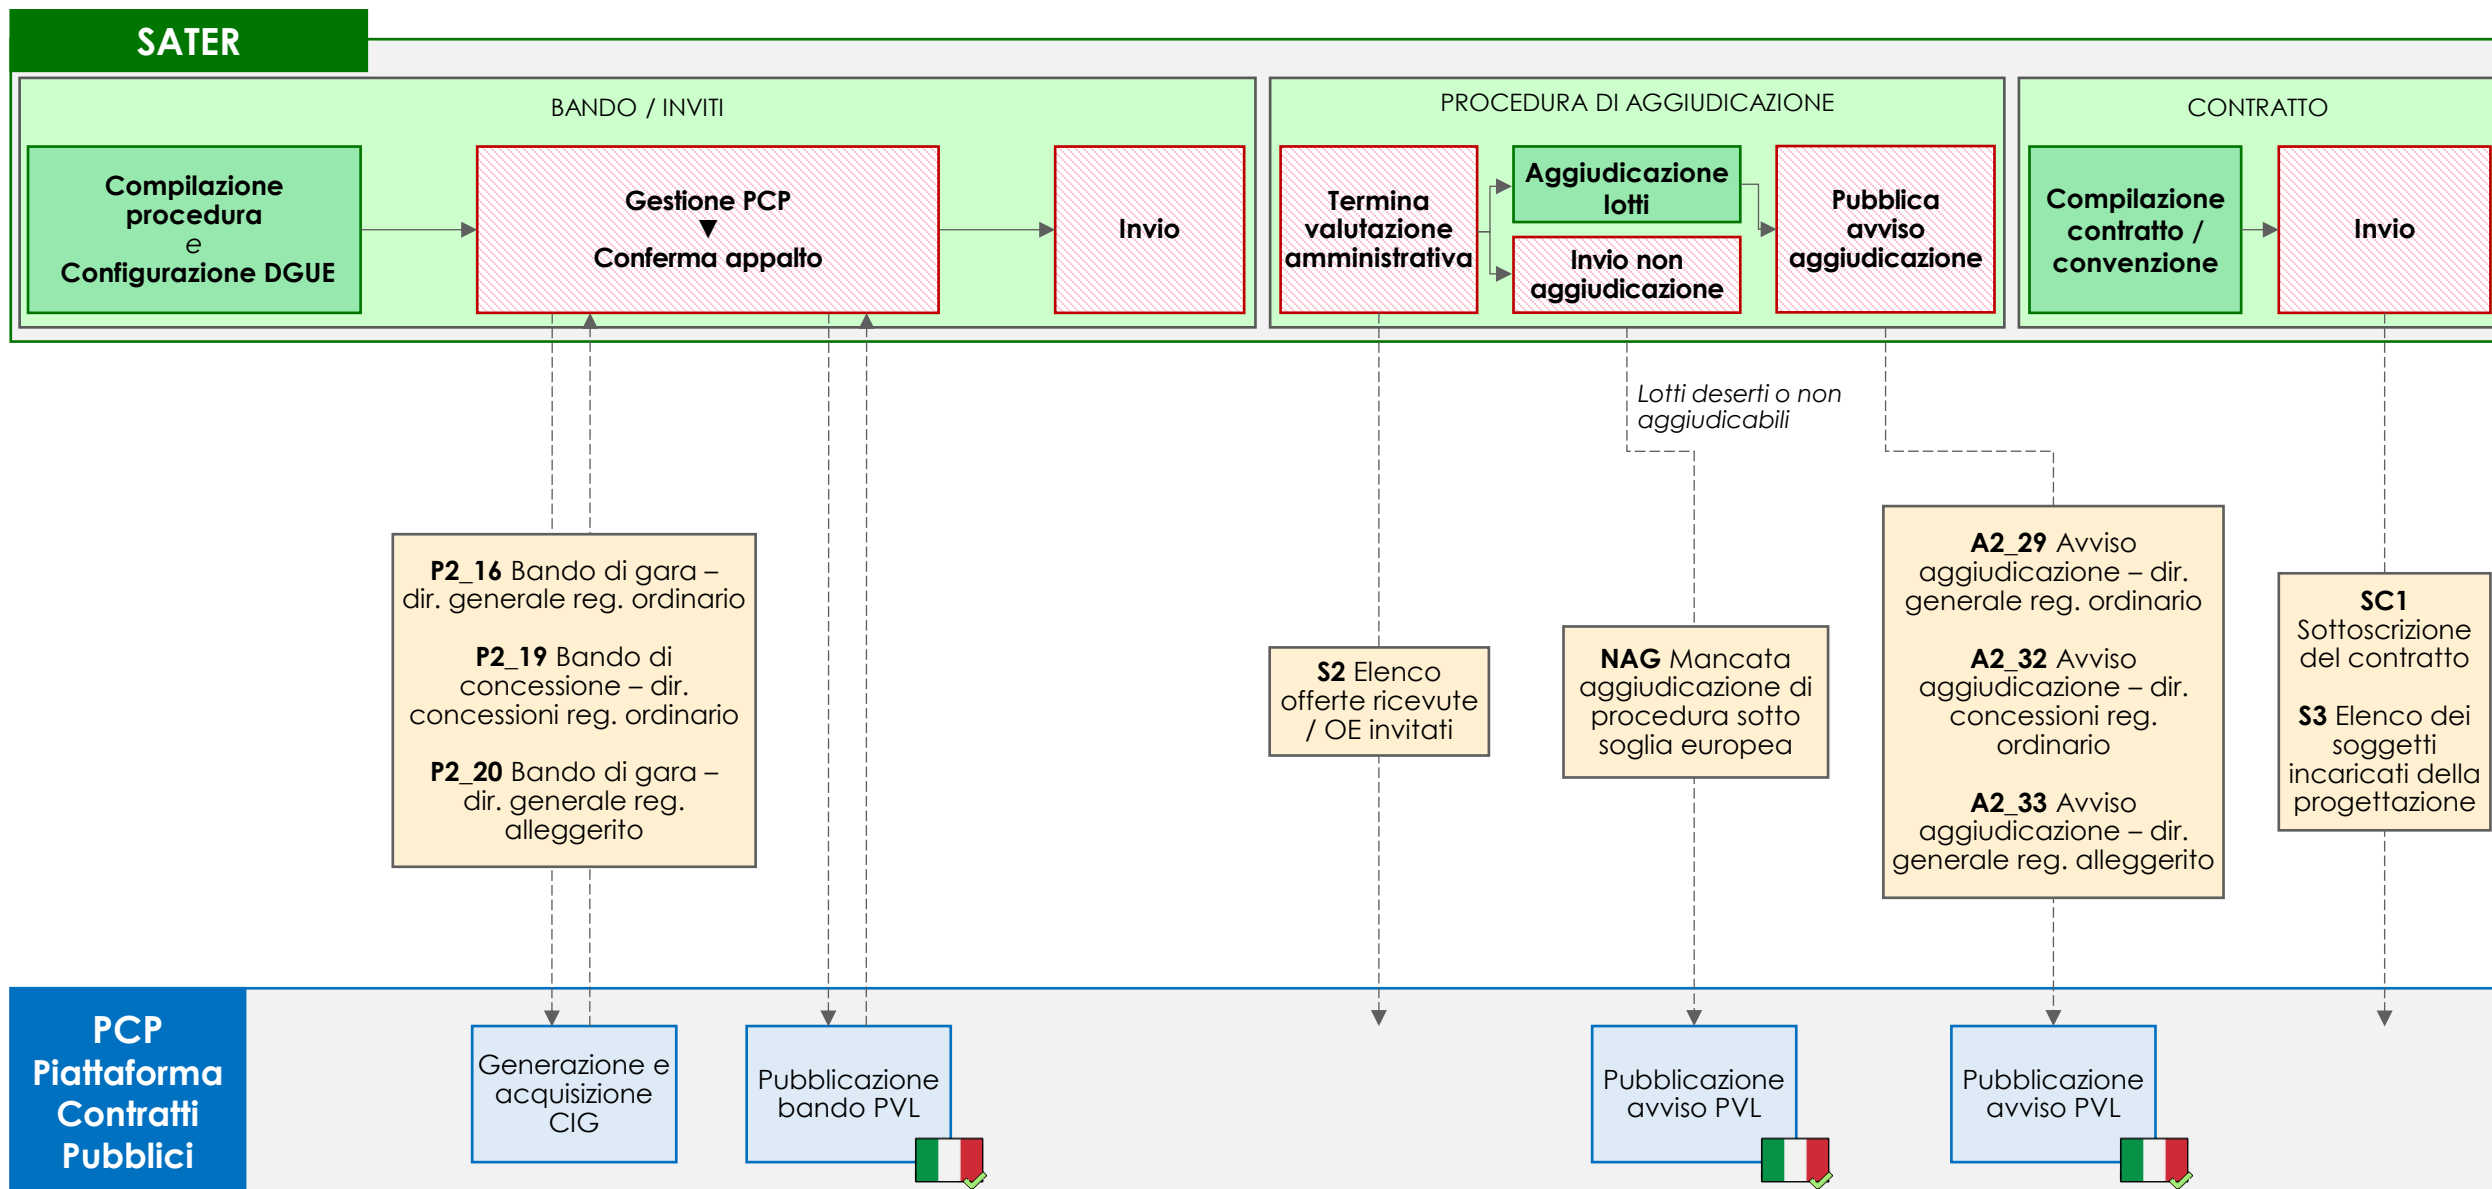 SATER
BANDO / INVITI
Compilazione
procedura
e
Configurazione DGUE
Gestione PCP
▼
Conferma appalto
Invio
PROCEDURA DI AGGIUDICAZIONE
Termina
valutazione
amministrativa
Aggiudicazione
lotti
Invio non
aggiudicazione
Pubblica
avviso
aggiudicazione
CONTRATTO
Compilazione
contratto /
convenzione
Invio
Lotti deserti o non
aggiudicabili
P2_16 Bando di gara –
dir. generale reg. ordinario
P2_19 Bando di
concessione – dir.
concessioni reg. ordinario
P2_20 Bando di gara –
dir. generale reg.
alleggerito
S2 Elenco
offerte ricevute
/ OE invitati
NAG Mancata
aggiudicazione di
procedura sotto
soglia europea
A2_29 Avviso
aggiudicazione – dir.
generale reg. ordinario
A2_32 Avviso
aggiudicazione – dir.
concessioni reg.
ordinario
A2_33 Avviso
aggiudicazione – dir.
generale reg. alleggerito
SC1
Sottoscrizione
del contratto
S3 Elenco dei
soggetti
incaricati della
progettazione
PCP
Piattaforma
Contratti
Pubblici
Generazione e
acquisizione
CIG
Pubblicazione
bando PVL
Pubblicazione
avviso PVL
Pubblicazione
avviso PVL